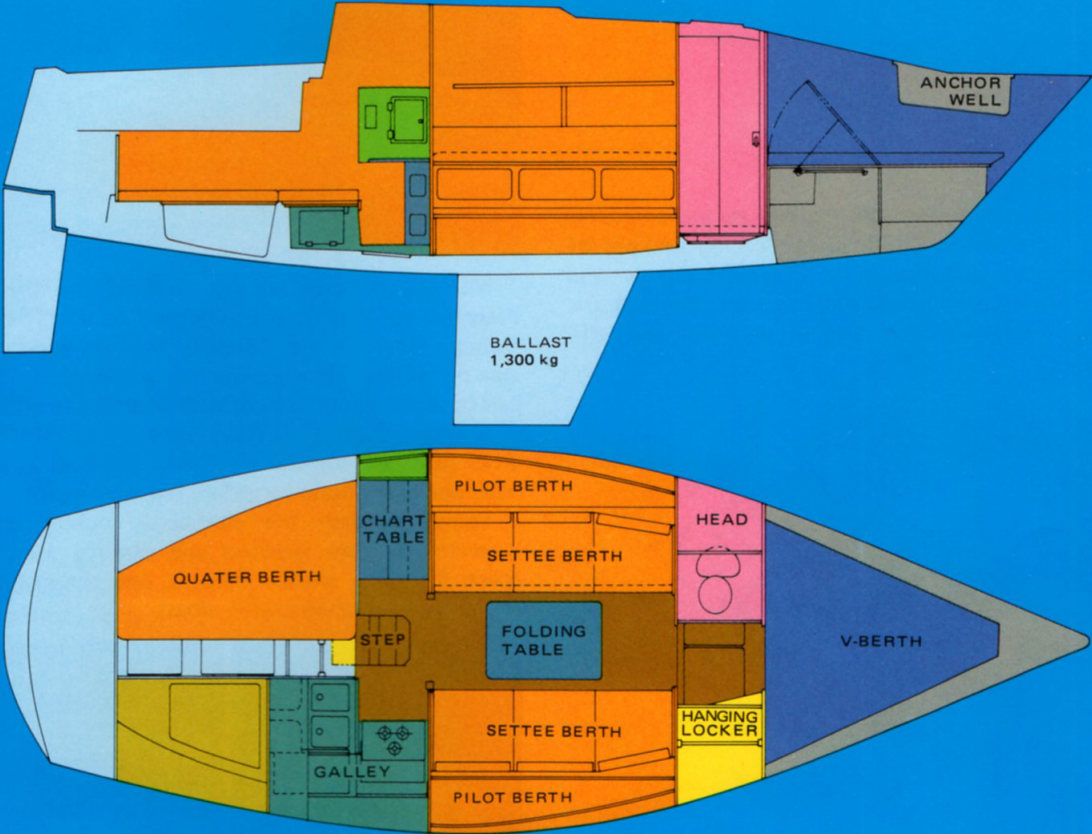 ANCHOR
WELL
BALLAST
1,300 kg
PILOT BERTH
CHART
TABLE
HEAD
SETTEE BERTH
QUATER BERTH
STEP
FOLDING
TABLE
V-BERTH
SETTEE BERTH
HANGING
LOCKER
GALLEY
PILOT BERTH